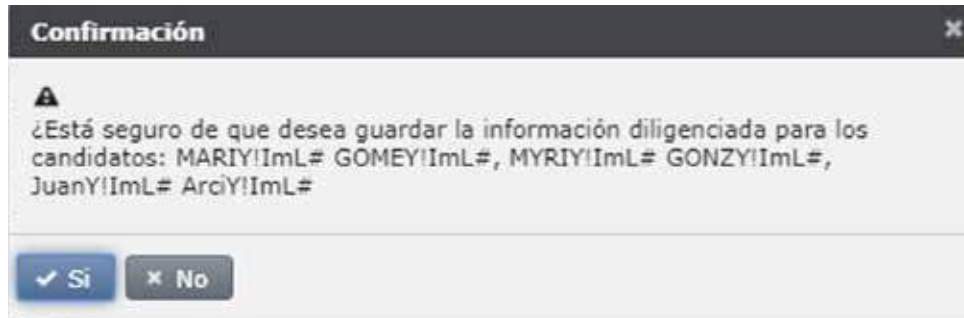 Confirmación
¿Está seguro de que desea guardar la información diligenciada para los
candidatos: MARIY!ImL# GOMEY!ImL#, MYRIY!ImL# GONZY!ImL#,
JuanY!ImL# ArciY!ImL#
Si
No